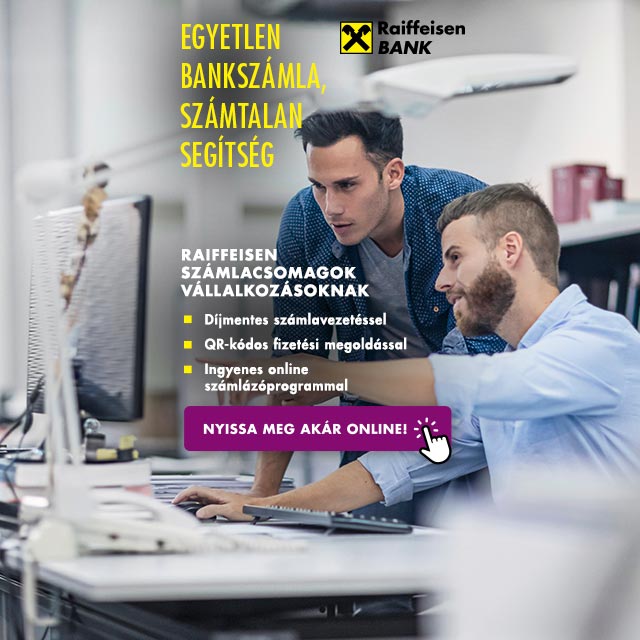 EGYETLEN
BANKSZÁMLA,
SZÁMTALAN
SEGÍTSÉG
Raiffeisen
BANK
RAIFFEISEN
SZÁMLACSOMAGOK
VÁLLALKOZÁSOKNAK
Díjmentes számlavezetéssel
QR-kódos fizetési megoldással
Ingyenes online
számlázóprogrammal
NYISSA MEG AKÁR ONLINE!